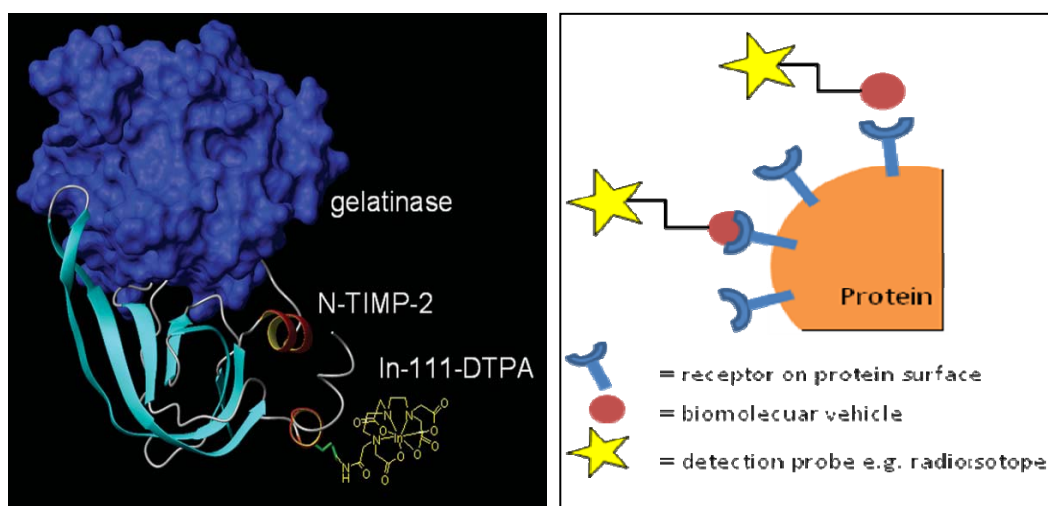 gelatinase
N-TIMP-2
In-111-DTPA
Protein
= receptor on protein surface
= biomolecuar vehicle
= detection probe e.g. radioisotope